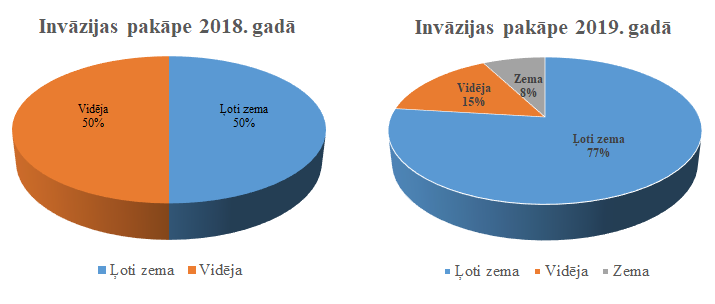 Invāzijas pakāpe 2018. gadā
Vidēja
50%
Ļoti zema
50%
Ļoti zema
Vidēja
Invāzijas pakāpe 2019. gadā
Zema
8%
Vidēja
15%
Ļoti zema
77%
Ļoti zema
Vidēja
Zema